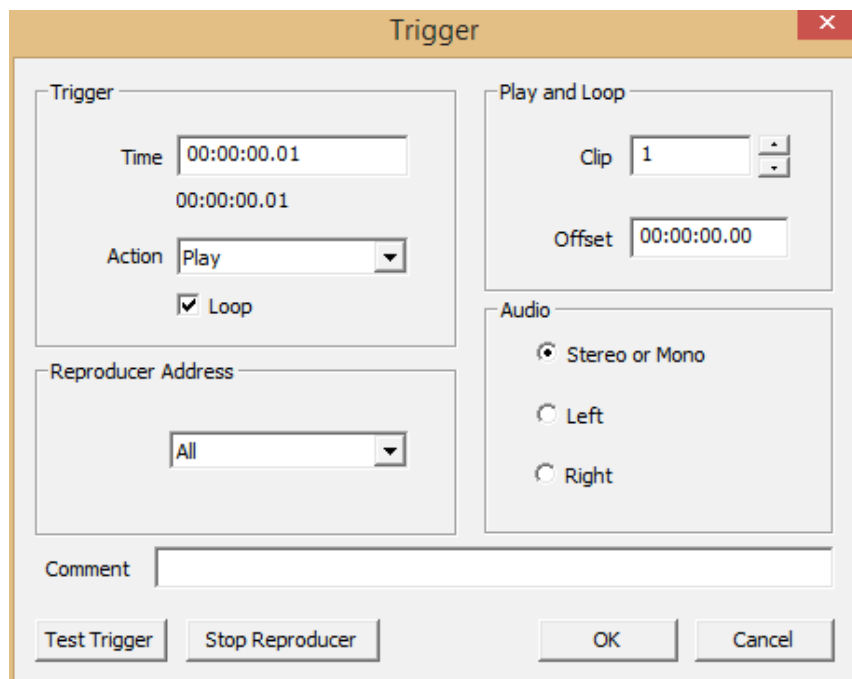 Trigger
Trigger
Time 00:00:00.01
00:00:00.01
Action Play
Loop
Reproducer Address
All
Play and Loop
Clip 1
Offset 00:00:00.00
Audio
Stereo or Mono
Left
Right
Comment
Test Trigger Stop Reproducer OK Cancel